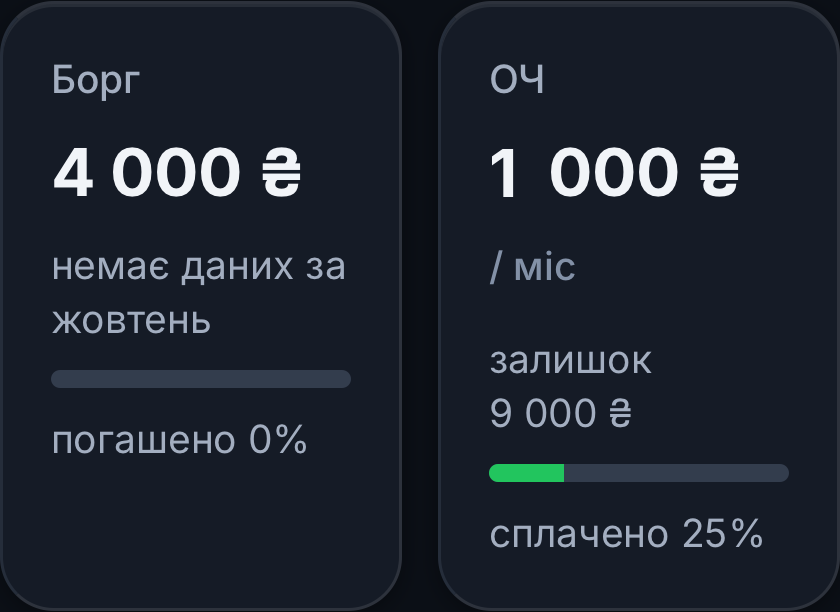 Борг
4 000 ₴
немає даних за
жовтень
погашено 0%
ОЧ
1 000 ₴
/ міс
залишок
9 000 ₴
сплачено 25%